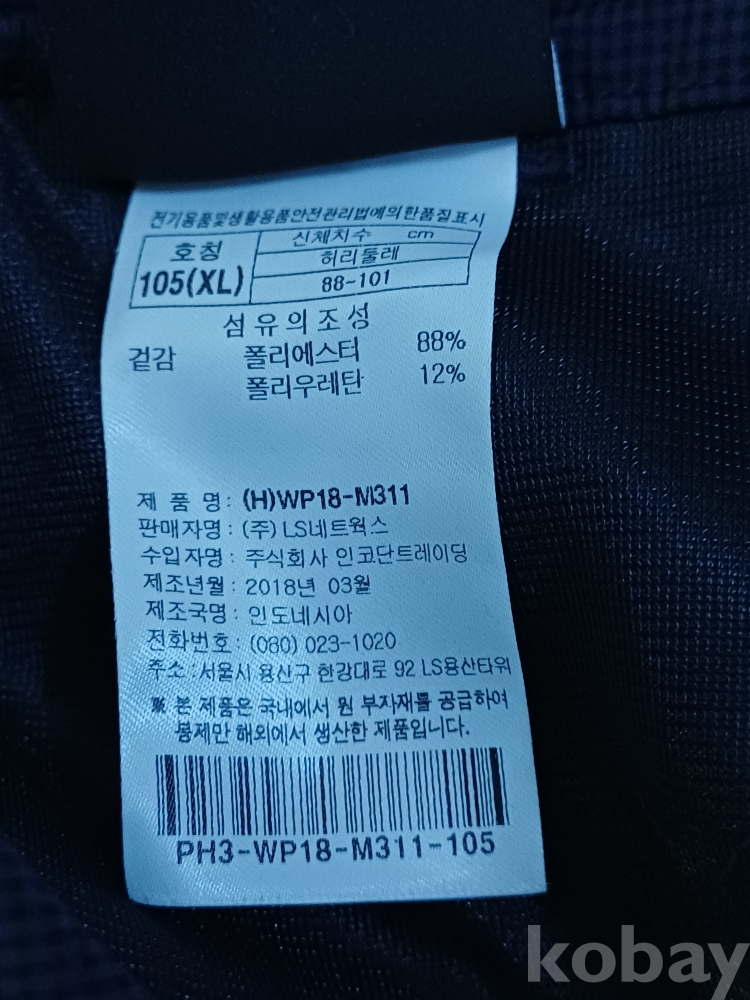 전기용품및생활용품안전관리법에의한품질표시
호칭 신체치수 cm
허리둘레
105(XL) 88-101
섬유의조성
겉감 폴리에스터 88%
폴리우레탄 12%
제 품 명 : (H)WP18-M311
판매자명 : (주) LS네트웍스
수입자명 : 주식회사 인코단트레이딩
제조년월 : 2018년 03월
제조국명 : 인도네시아
전화번호 : (080) 023-1020
주소 : 서울시 용산구 한강대로 92 LS용산타워
※ 본 제품은 국내에서 원 부자재를 공급하여
봉제만 해외에서 생산한 제품입니다.
PH3-WP18-M311-105
kobay